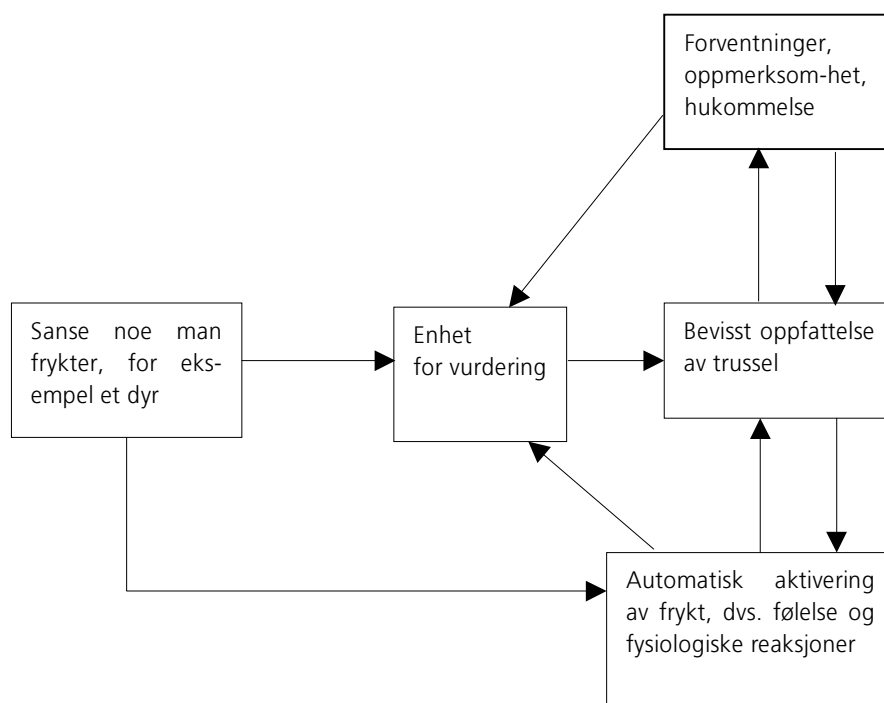 Forventninger,
oppmerksom-het,
hukommelse
Sanse noe man
frykter, for eks-
empel et dyr
Enhet
for vurdering
Bevisst oppfattelse
av trussel
Automatisk aktivering
av frykt, dvs. følelse og
fysiologiske reaksjoner